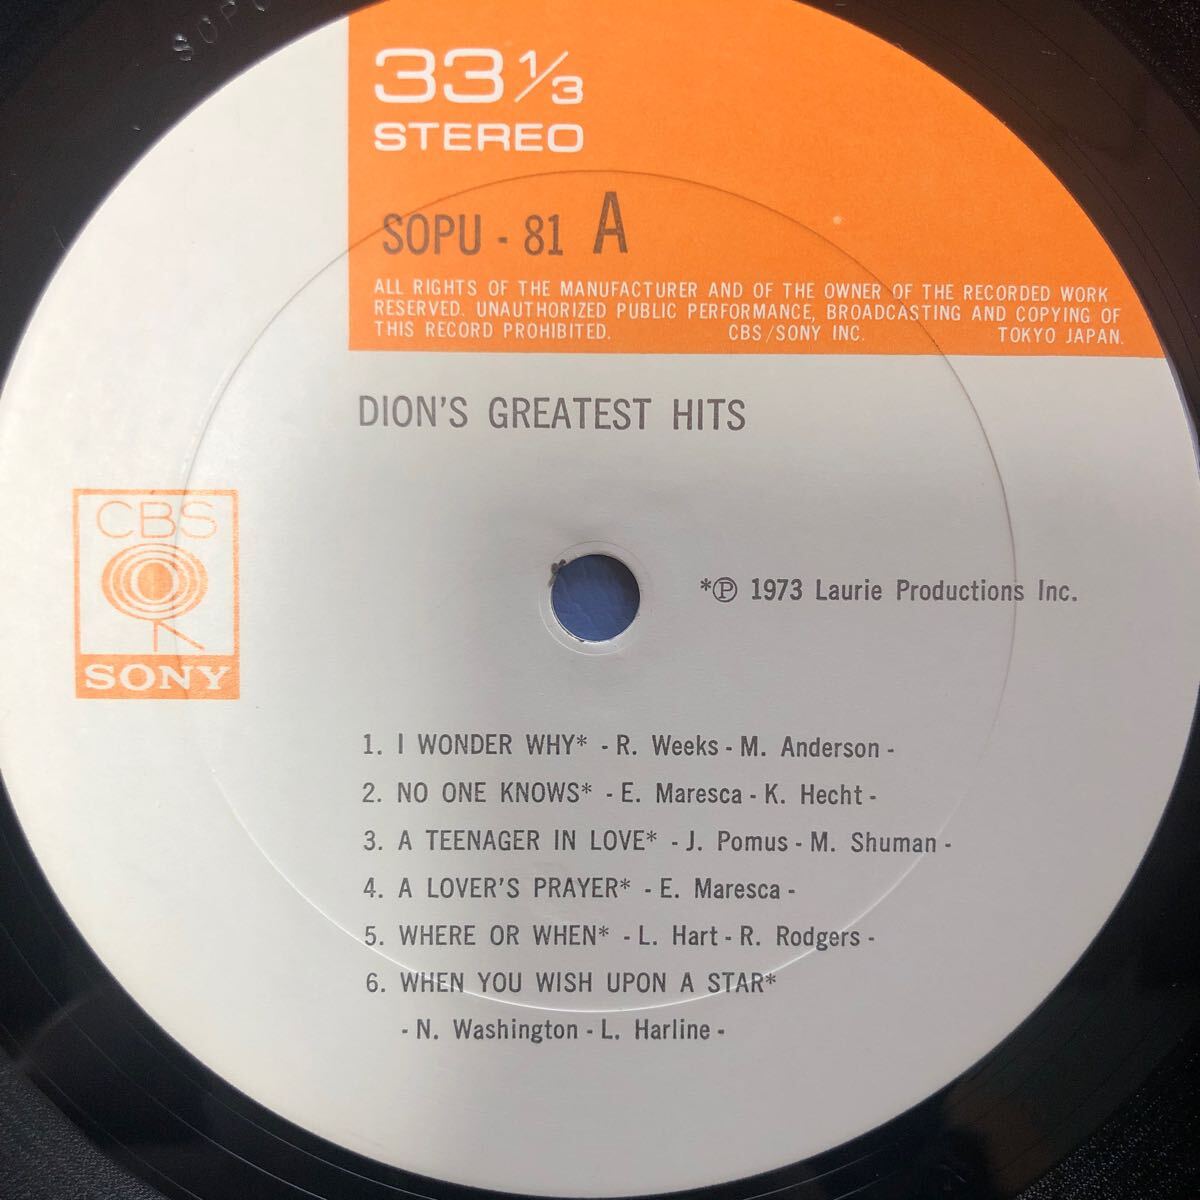 33 1/3
STEREO
SOPU - 81 A
ALL RIGHTS OF THE MANUFACTURER AND OF THE OWNER OF THE RECORDED WORK
RESERVED. UNAUTHORIZED PUBLIC PERFORMANCE, BROADCASTING AND COPYING OF
THIS RECORD PROHIBITED. CBS/SONY INC. TOKYO JAPAN.
DION'S GREATEST HITS
CBS
SONY
*℗ 1973 Laurie Productions Inc.
1. I WONDER WHY* - R. Weeks - M. Anderson -
2. NO ONE KNOWS* - E. Maresca - K. Hecht -
3. A TEENAGER IN LOVE* - J. Pomus - M. Shuman -
4. A LOVER'S PRAYER* - E. Maresca -
5. WHERE OR WHEN* - L. Hart - R. Rodgers -
6. WHEN YOU WISH UPON A STAR*
- N. Washington - L. Harline -